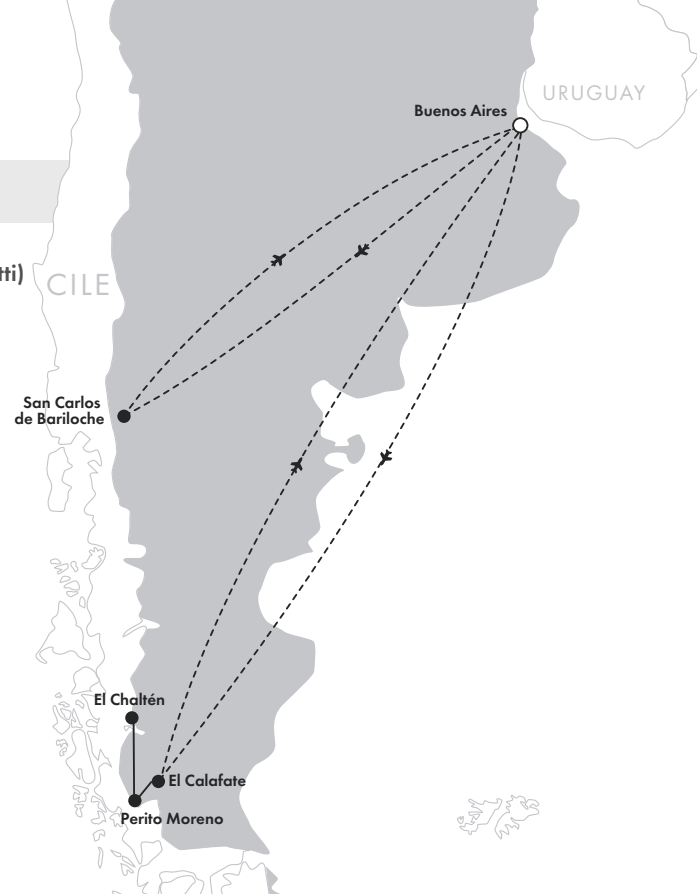 Buenos Aires
URUGUAY
tti)
CILE
San Carlos
de Bariloche
El Chaltén
El Calafate
Perito Moreno